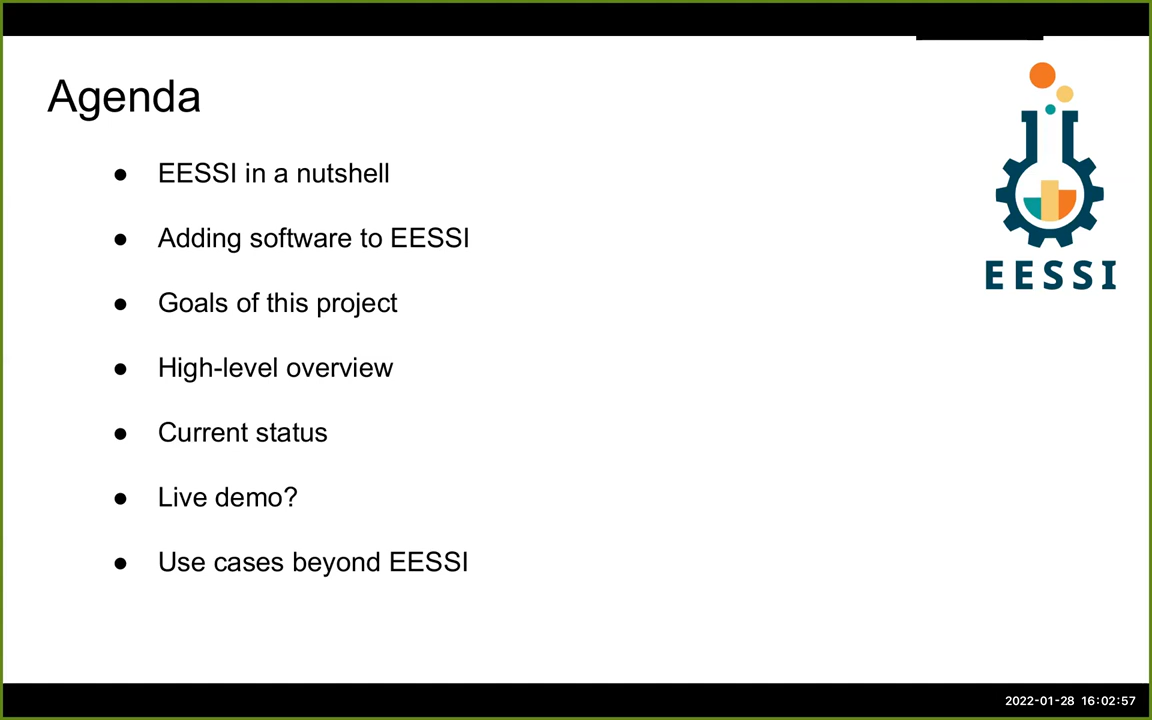 Agenda
● EESSI in a nutshell
● Adding software to EESSI
● Goals of this project
● High-level overview
● Current status
● Live demo?
● Use cases beyond EESSI
EESSI
2022-01-28 16:02:57